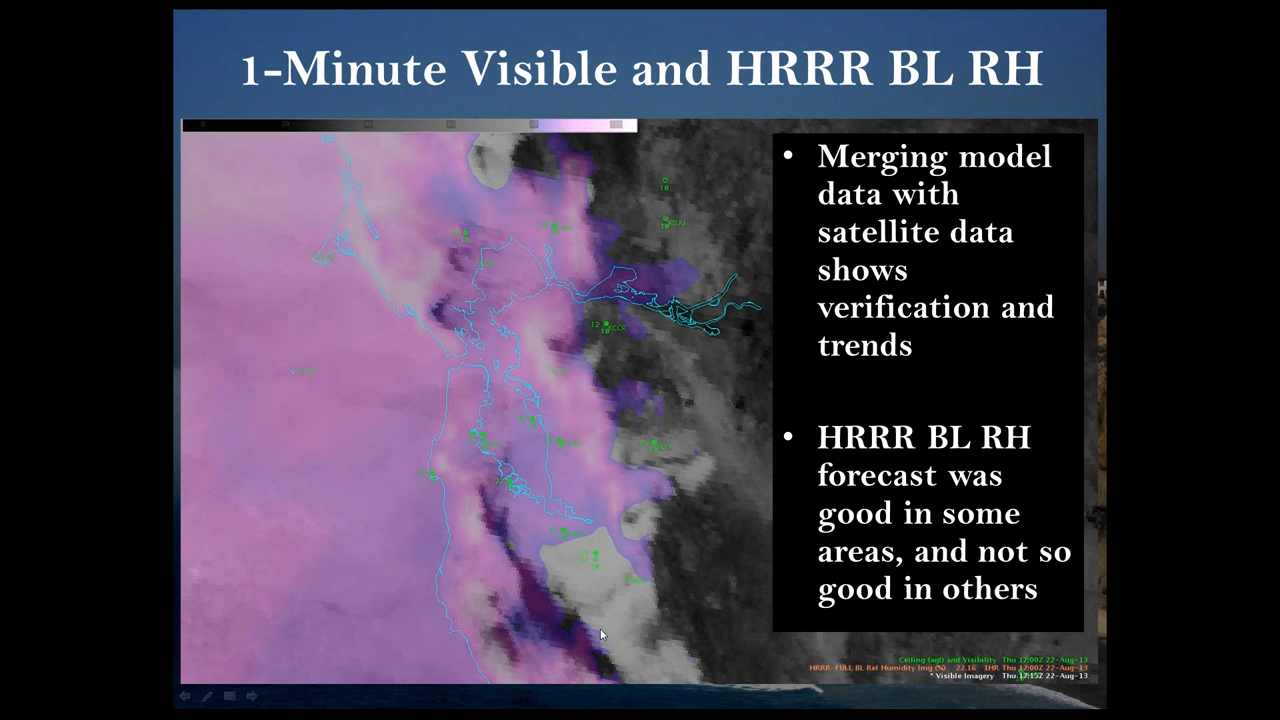 1-Minute Visible and HRRR BL RH
• Merging model
data with
satellite data
shows
verification and
trends
• HRRR BL RH
forecast was
good in some
areas, and not so
good in others
Ceiling (agl) and Visibility Thu 17:00Z 22-Aug-13
HRRR-FULL BL Rel Humidity Img (%) 22.16 1HR Thu 17:00Z 22-Aug-13
* Visible Imagery Thu 17:15Z 22-Aug-13